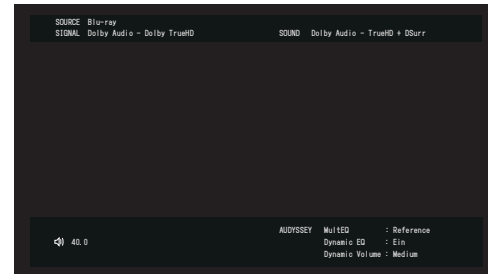 SOURCE Blu-ray
SIGNAL Dolby Audio - Dolby TrueHD SOUND Dolby Audio - TrueHD + DSurr
AUDYSSEY MultEQ : Reference
40.0 Dynamic EQ : Ein
Dynamic Volume : Medium